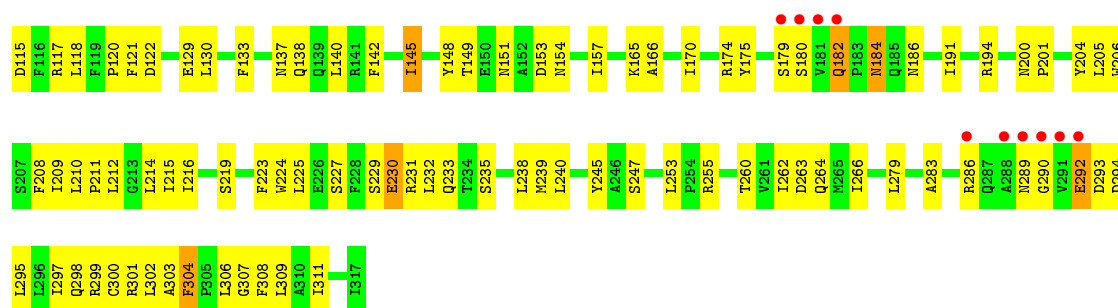 D115 F116 R117 L118 F119 P120 F121 D122 E129 L130 F133 N137 Q138 Q139 L140 R141 F142 I145 Y148 T149 E150 N151 A152 D153 N154 I157 K165 A166 I170 R174 Y175 S179 S180 V181 Q182 P183 N184 Q185 N186 I191 R194 N200 P201 Y204 L205 W206
S207 F208 I209 L210 P211 L212 G213 L214 I215 I216 S219 F223 W224 L225 E226 S227 F228 S229 E230 R231 L232 Q233 T234 S235 L238 M239 L240 Y245 A246 S247 L253 P254 R255 T260 V261 I262 D263 Q264 M265 I266 L279 A283 R286 Q287 A288 N289 G290 V291 E292 D293
L295 L296 I297 Q298 R299 C300 R301 L302 A303 F304 P305 L306 G307 F308 L309 A310 I311 I317